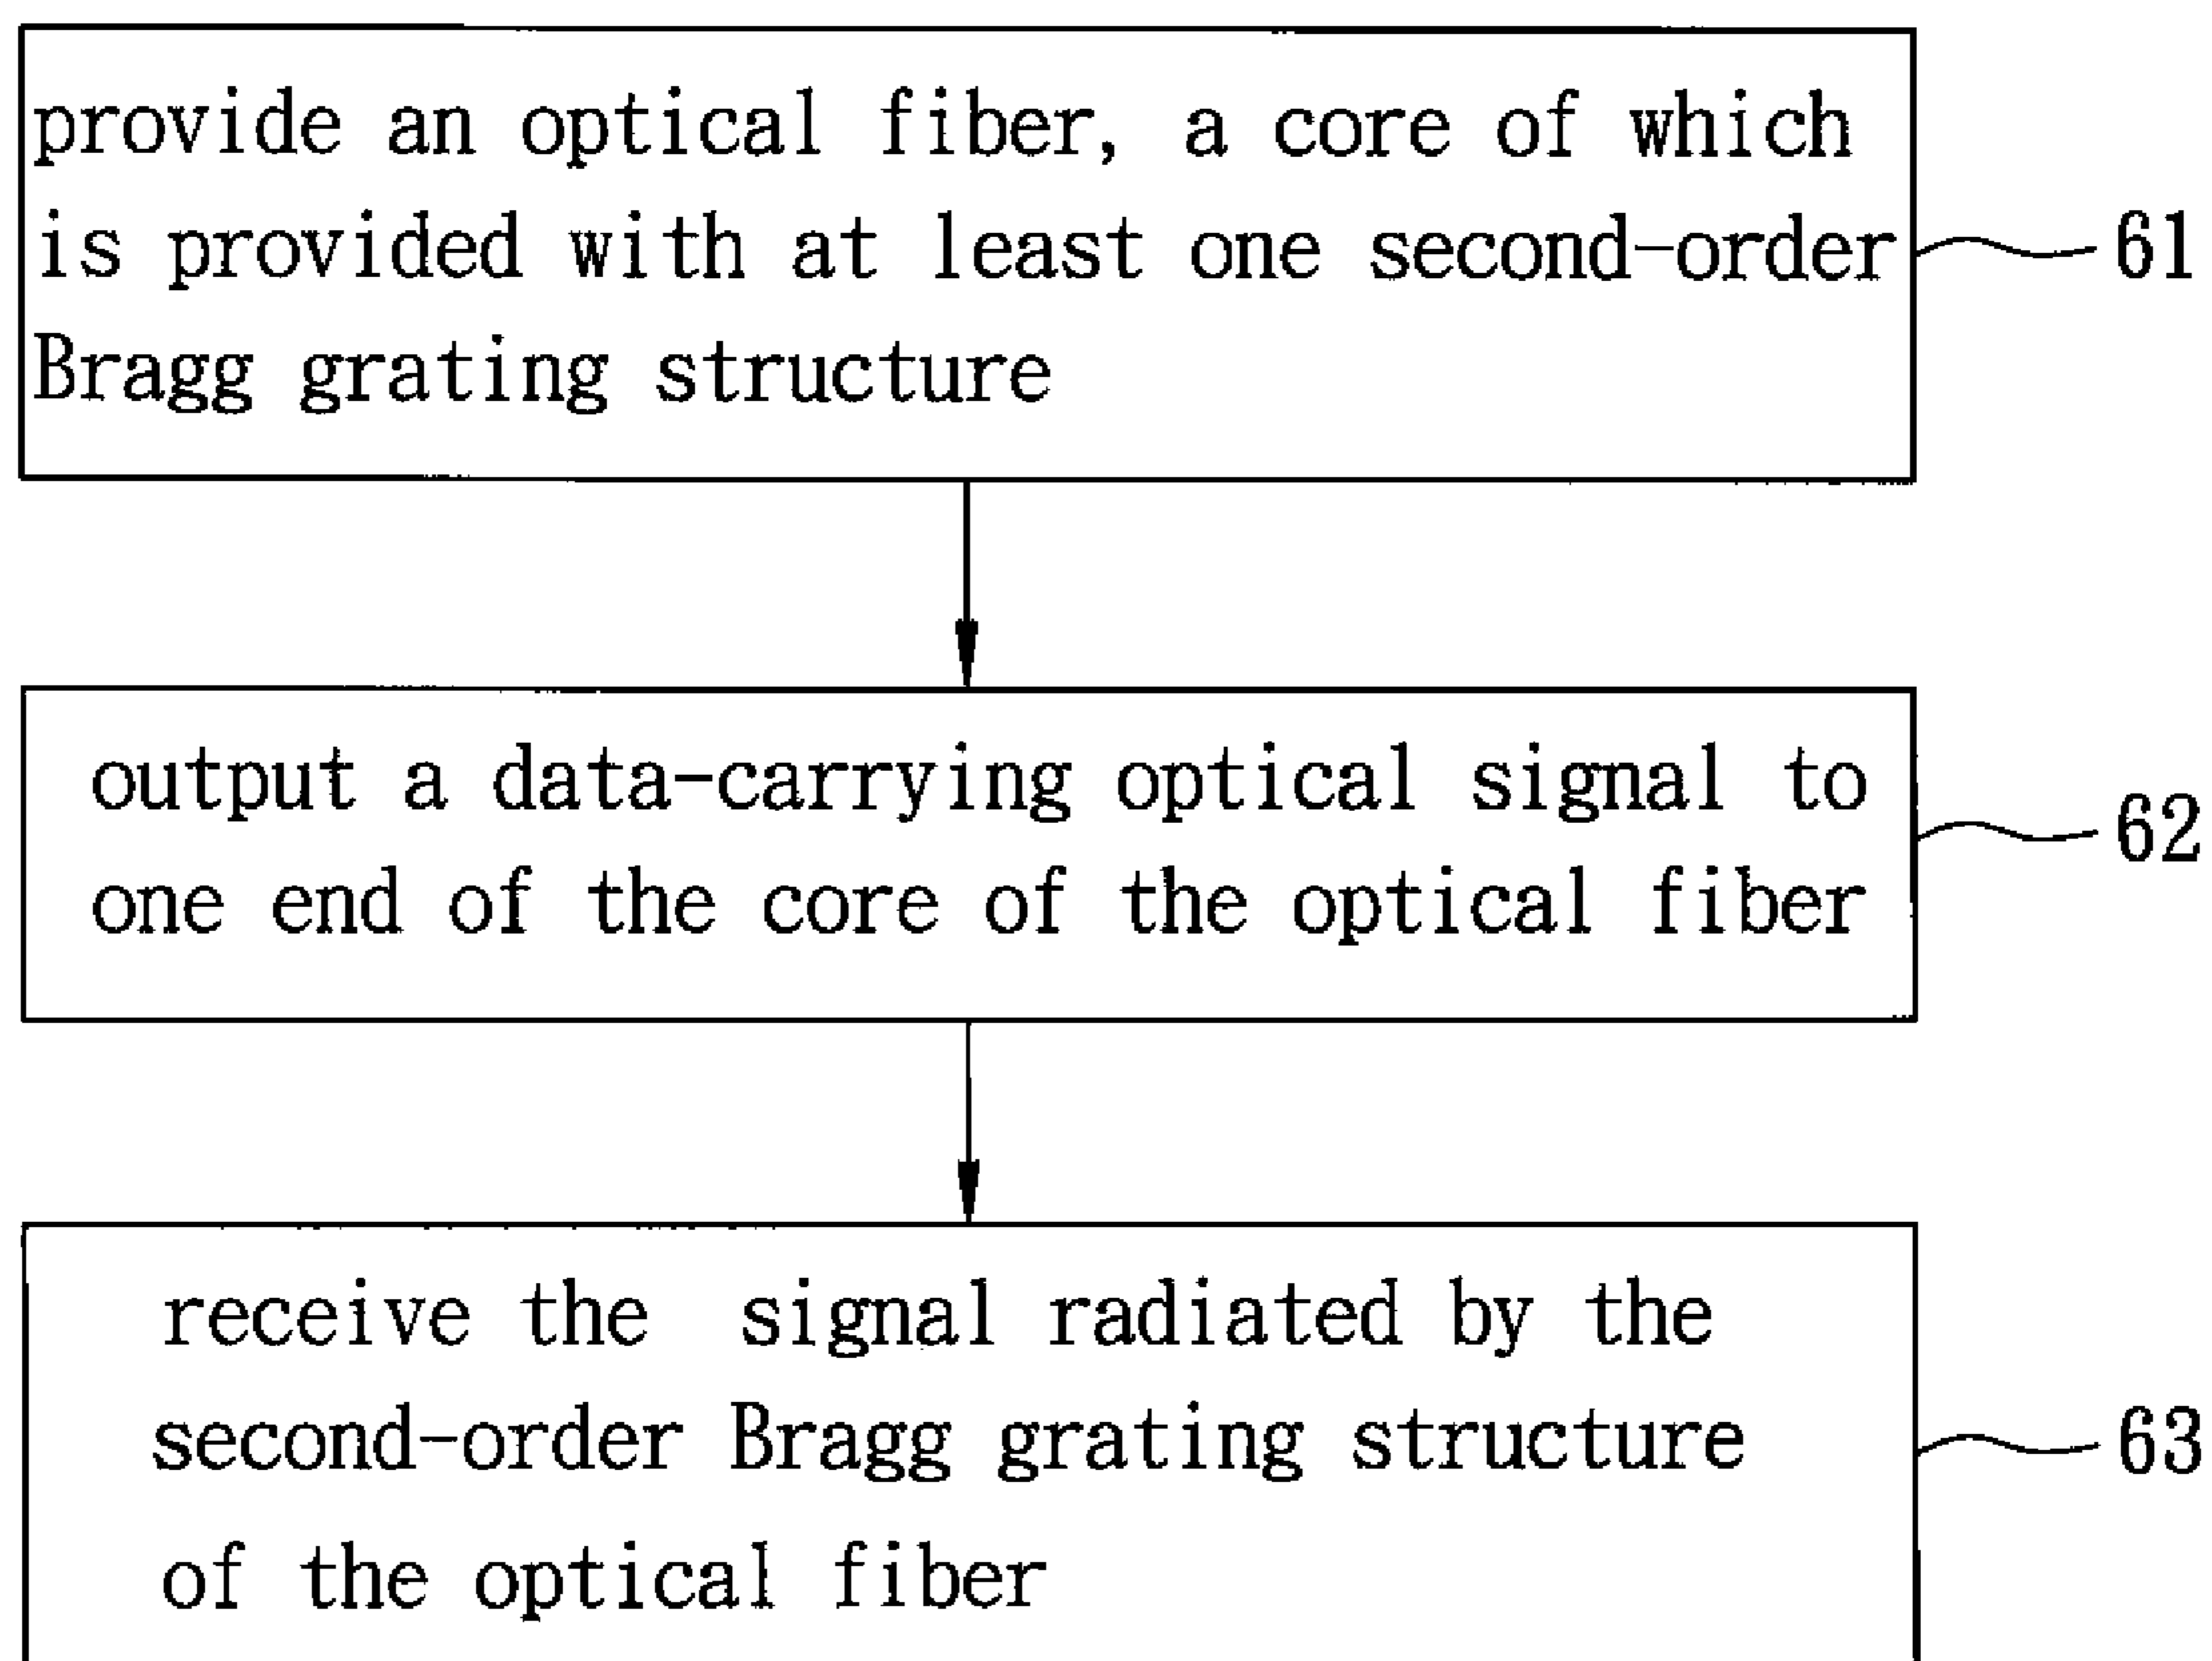 provide an optical fiber, a core of which
is provided with at least one second-order
Bragg grating structure
61
output a data-carrying optical signal to
one end of the core of the optical fiber
62
receive the signal radiated by the
second-order Bragg grating structure
of the optical fiber
63